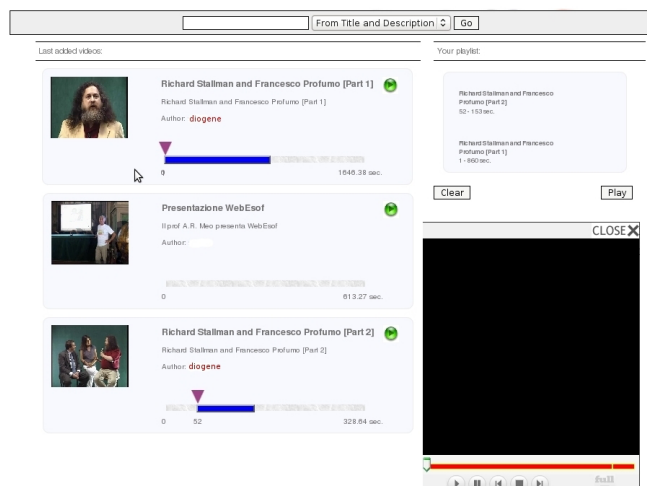 From Title and Description
Go
Last added videos:
Richard Stallman and Francesco Profumo [Part 1]
Richard Stallman and Francesco Profumo [Part 1]
Author: diogene
0
1646.38 sec.
Presentazione WebEsof
Il prof A.R. Meo presenta WebEsof
Author:
0
613.27 sec.
Richard Stallman and Francesco Profumo [Part 2]
Richard Stallman and Francesco Profumo [Part 2]
Author: diogene
0
52
328.64 sec.
Your playlist:
Richard Stallman and Francesco
Profumo [Part 2]
52 - 153 sec.
Richard Stallman and Francesco
Profumo [Part 1]
1 - 860 sec.
Clear
Play
CLOSE
full